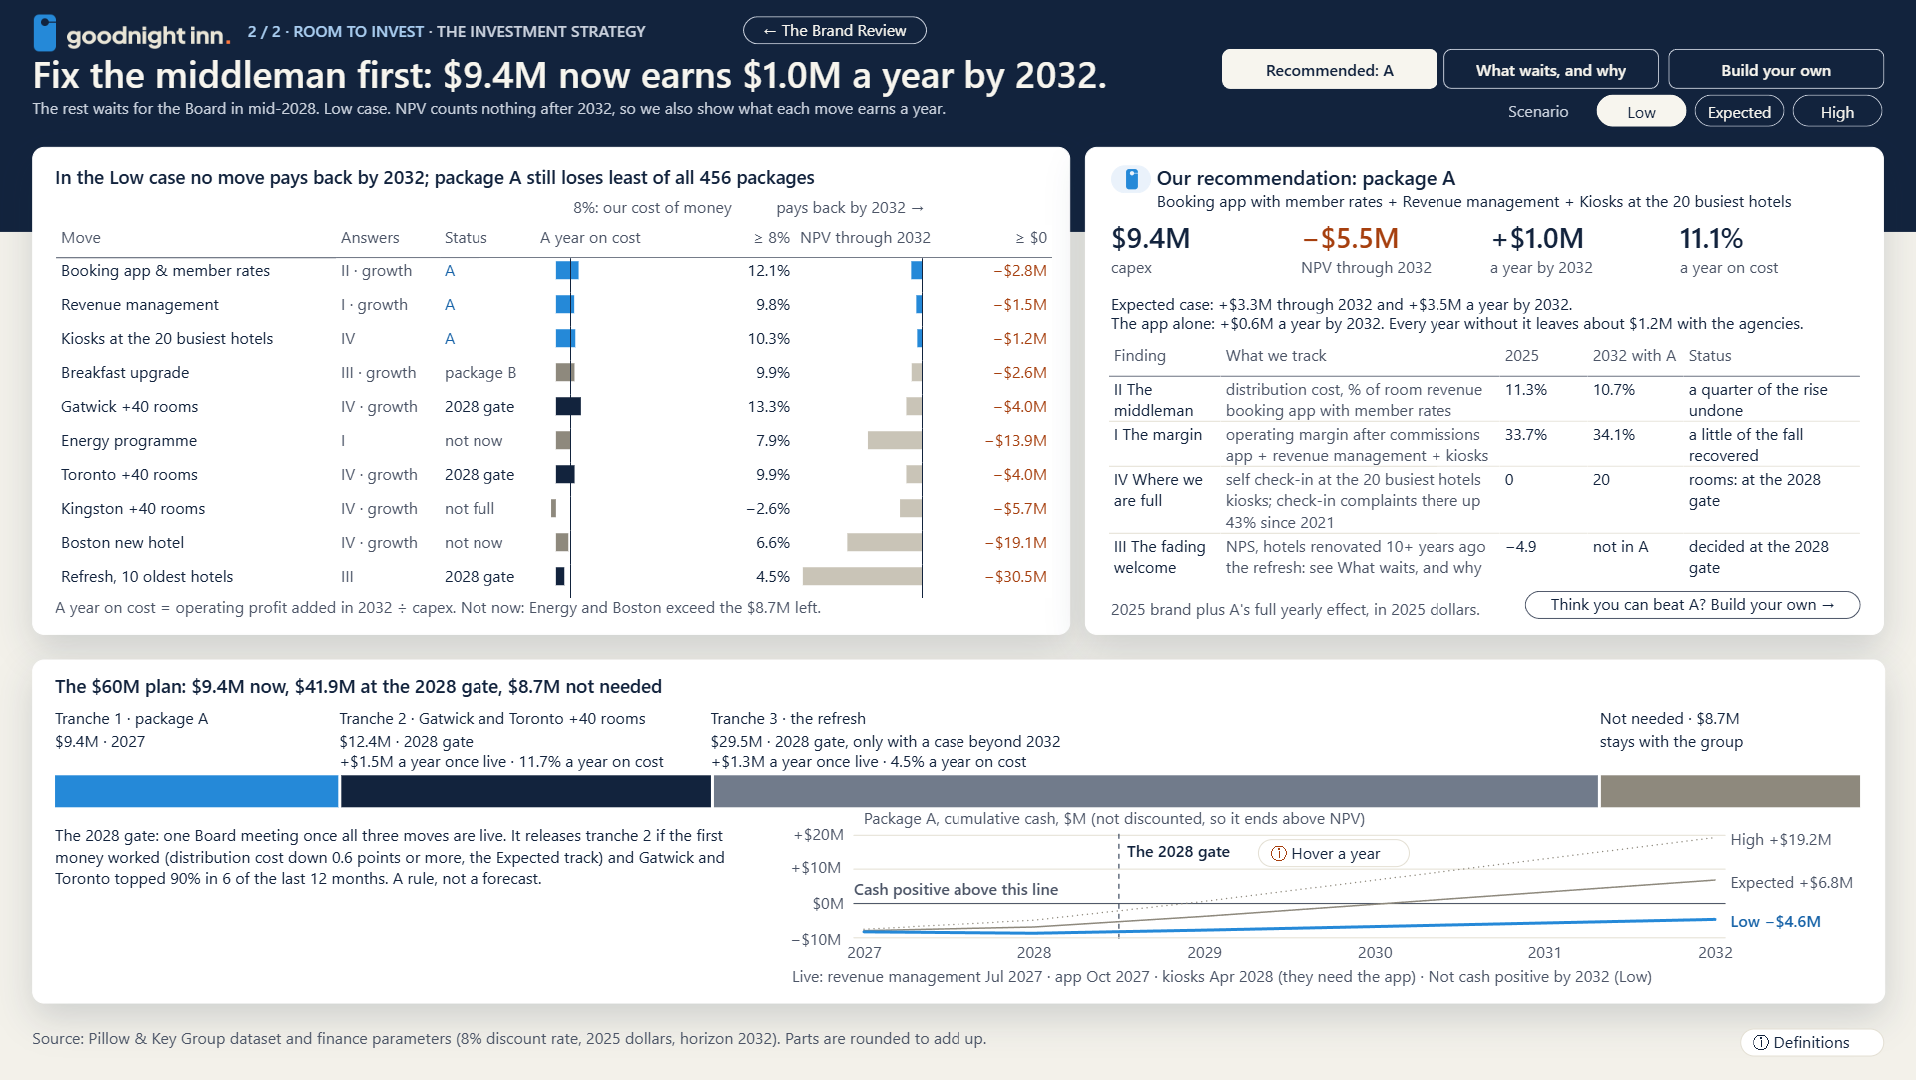 goodnight inn.
2 / 2 · ROOM TO INVEST · THE INVESTMENT STRATEGY
← The Brand Review
Fix the middleman first: $9.4M now earns $1.0M a year by 2032.
The rest waits for the Board in mid-2028. Low case. NPV counts nothing after 2032, so we also show what each move earns a year.
Recommended: A
What waits, and why
Build your own
Scenario
Low
Expected
High
In the Low case no move pays back by 2032; package A still loses least of all 456 packages
8%: our cost of money
pays back by 2032 →
Move Answers Status A year on cost ≥ 8% NPV through 2032 ≥ $0
Booking app & member rates II · growth A 12.1% −$2.8M
Revenue management I · growth A 9.8% −$1.5M
Kiosks at the 20 busiest hotels IV A 10.3% −$1.2M
Breakfast upgrade III · growth package B 9.9% −$2.6M
Gatwick +40 rooms IV · growth 2028 gate 13.3% −$4.0M
Energy programme I not now 7.9% −$13.9M
Toronto +40 rooms IV · growth 2028 gate 9.9% −$4.0M
Kingston +40 rooms IV · growth not full −2.6% −$5.7M
Boston new hotel IV · growth not now 6.6% −$19.1M
Refresh, 10 oldest hotels III 2028 gate 4.5% −$30.5M
A year on cost = operating profit added in 2032 ÷ capex. Not now: Energy and Boston exceed the $8.7M left.
Our recommendation: package A
Booking app with member rates + Revenue management + Kiosks at the 20 busiest hotels
$9.4M −$5.5M +$1.0M 11.1%
capex NPV through 2032 a year by 2032 a year on cost
Expected case: +$3.3M through 2032 and +$3.5M a year by 2032.
The app alone: +$0.6M a year by 2032. Every year without it leaves about $1.2M with the agencies.
Finding What we track 2025 2032 with A Status
II The distribution cost, % of room revenue 11.3% 10.7% a quarter of the rise
middleman booking app with member rates undone
I The margin operating margin after commissions 33.7% 34.1% a little of the fall
app + revenue management + kiosks recovered
IV Where we self check-in at the 20 busiest hotels 0 20 rooms: at the 2028
are full kiosks; check-in complaints there up gate
43% since 2021
III The fading NPS, hotels renovated 10+ years ago −4.9 not in A decided at the 2028
welcome the refresh: see What waits, and why gate
2025 brand plus A's full yearly effect, in 2025 dollars.
Think you can beat A? Build your own →
The $60M plan: $9.4M now, $41.9M at the 2028 gate, $8.7M not needed
Tranche 1 · package A
$9.4M · 2027
Tranche 2 · Gatwick and Toronto +40 rooms
$12.4M · 2028 gate
+$1.5M a year once live · 11.7% a year on cost
Tranche 3 · the refresh
$29.5M · 2028 gate, only with a case beyond 2032
+$1.3M a year once live · 4.5% a year on cost
Not needed · $8.7M
stays with the group
The 2028 gate: one Board meeting once all three moves are live. It releases tranche 2 if the first
money worked (distribution cost down 0.6 points or more, the Expected track) and Gatwick and
Toronto topped 90% in 6 of the last 12 months. A rule, not a forecast.
Package A, cumulative cash, $M (not discounted, so it ends above NPV)
+$20M
+$10M
$0M
−$10M
The 2028 gate
ⓘ Hover a year
Cash positive above this line
High +$19.2M
Expected +$6.8M
Low −$4.6M
2027 2028 2029 2030 2031 2032
Live: revenue management Jul 2027 · app Oct 2027 · kiosks Apr 2028 (they need the app) · Not cash positive by 2032 (Low)
Source: Pillow & Key Group dataset and finance parameters (8% discount rate, 2025 dollars, horizon 2032). Parts are rounded to add up.
ⓘ Definitions